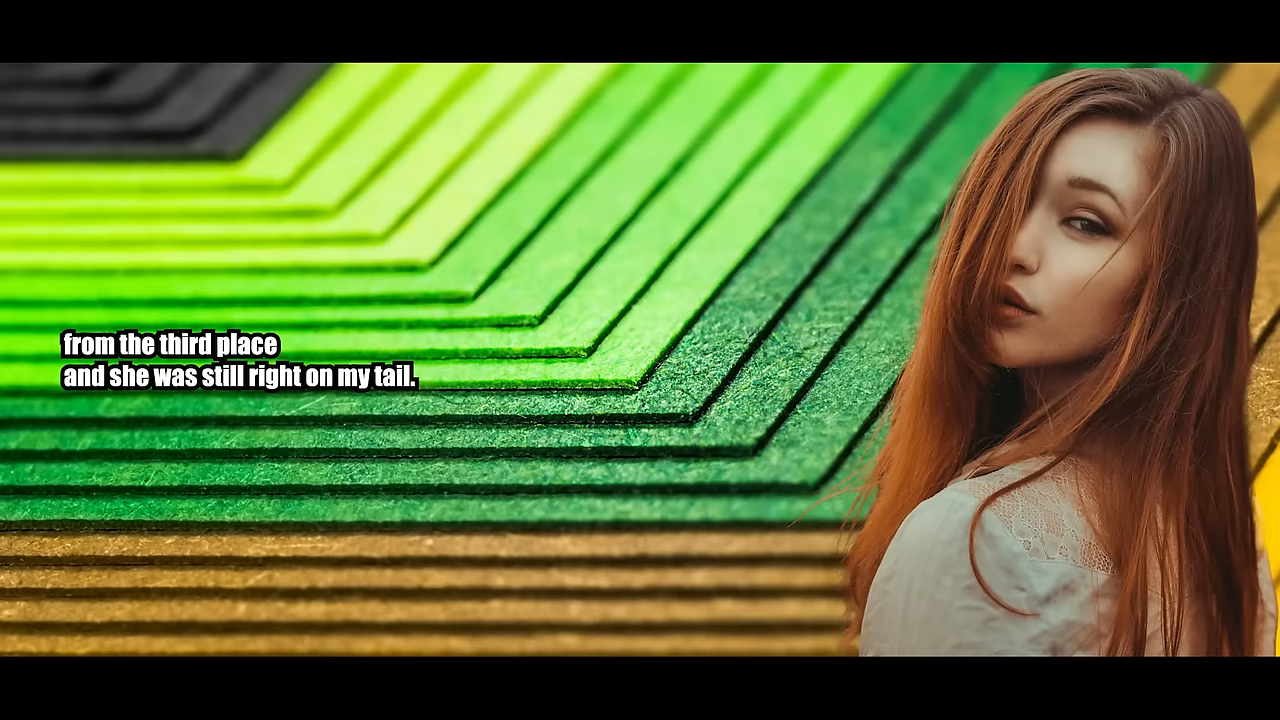 from the third place
and she was still right on my tail.